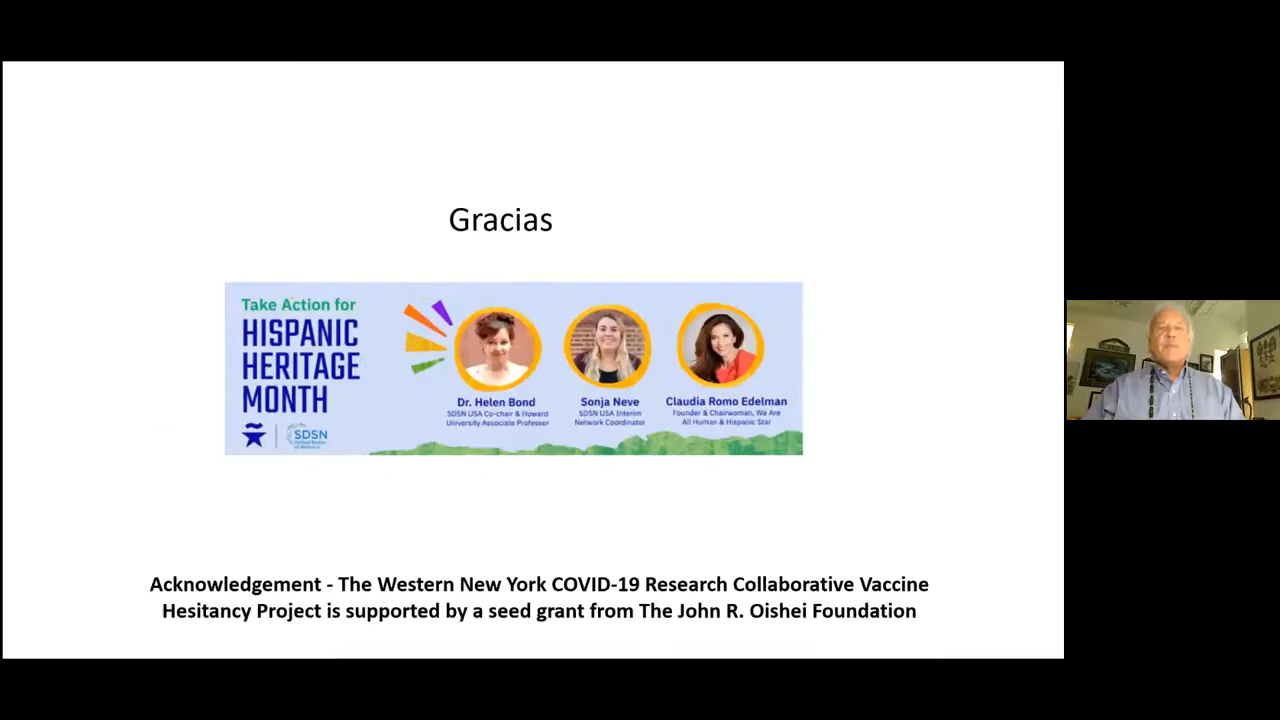 Gracias
Take Action for
HISPANIC
HERITAGE
MONTH
SDSN
Dr. Helen Bond
SDSN USA Co-chair & Howard
University Associate Professor
Sonja Neve
SDSN USA Interim
Network Coordinator
Claudia Romo Edelman
Founder & Chairwoman, We Are
All Human & Hispanic Star
Acknowledgement - The Western New York COVID-19 Research Collaborative Vaccine
Hesitancy Project is supported by a seed grant from The John R. Oishei Foundation